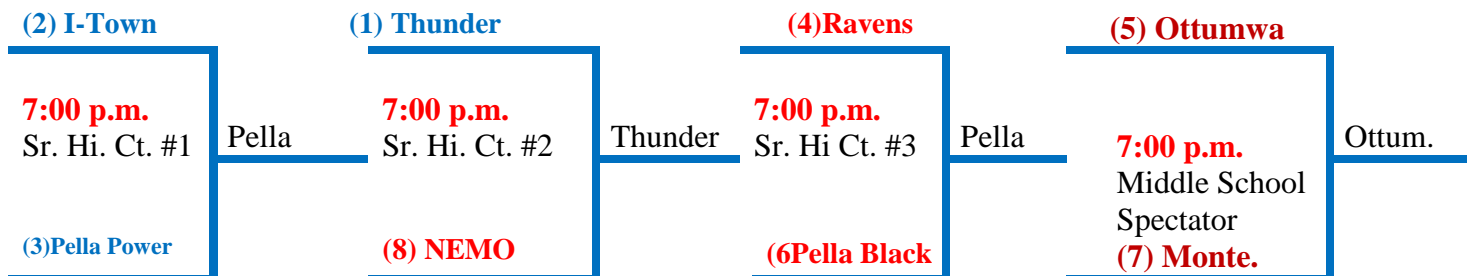 (2) I-Town
7:00 p.m.
Sr. Hi. Ct. #1
Pella
(3)Pella Power
(1) Thunder
7:00 p.m.
Sr. Hi. Ct. #2
Thunder
(8) NEMO
(4)Ravens
7:00 p.m.
Sr. Hi Ct. #3
Pella
(6Pella Black
(5) Ottumwa
7:00 p.m.
Middle School
Spectator
Ottum.
(7) Monte.